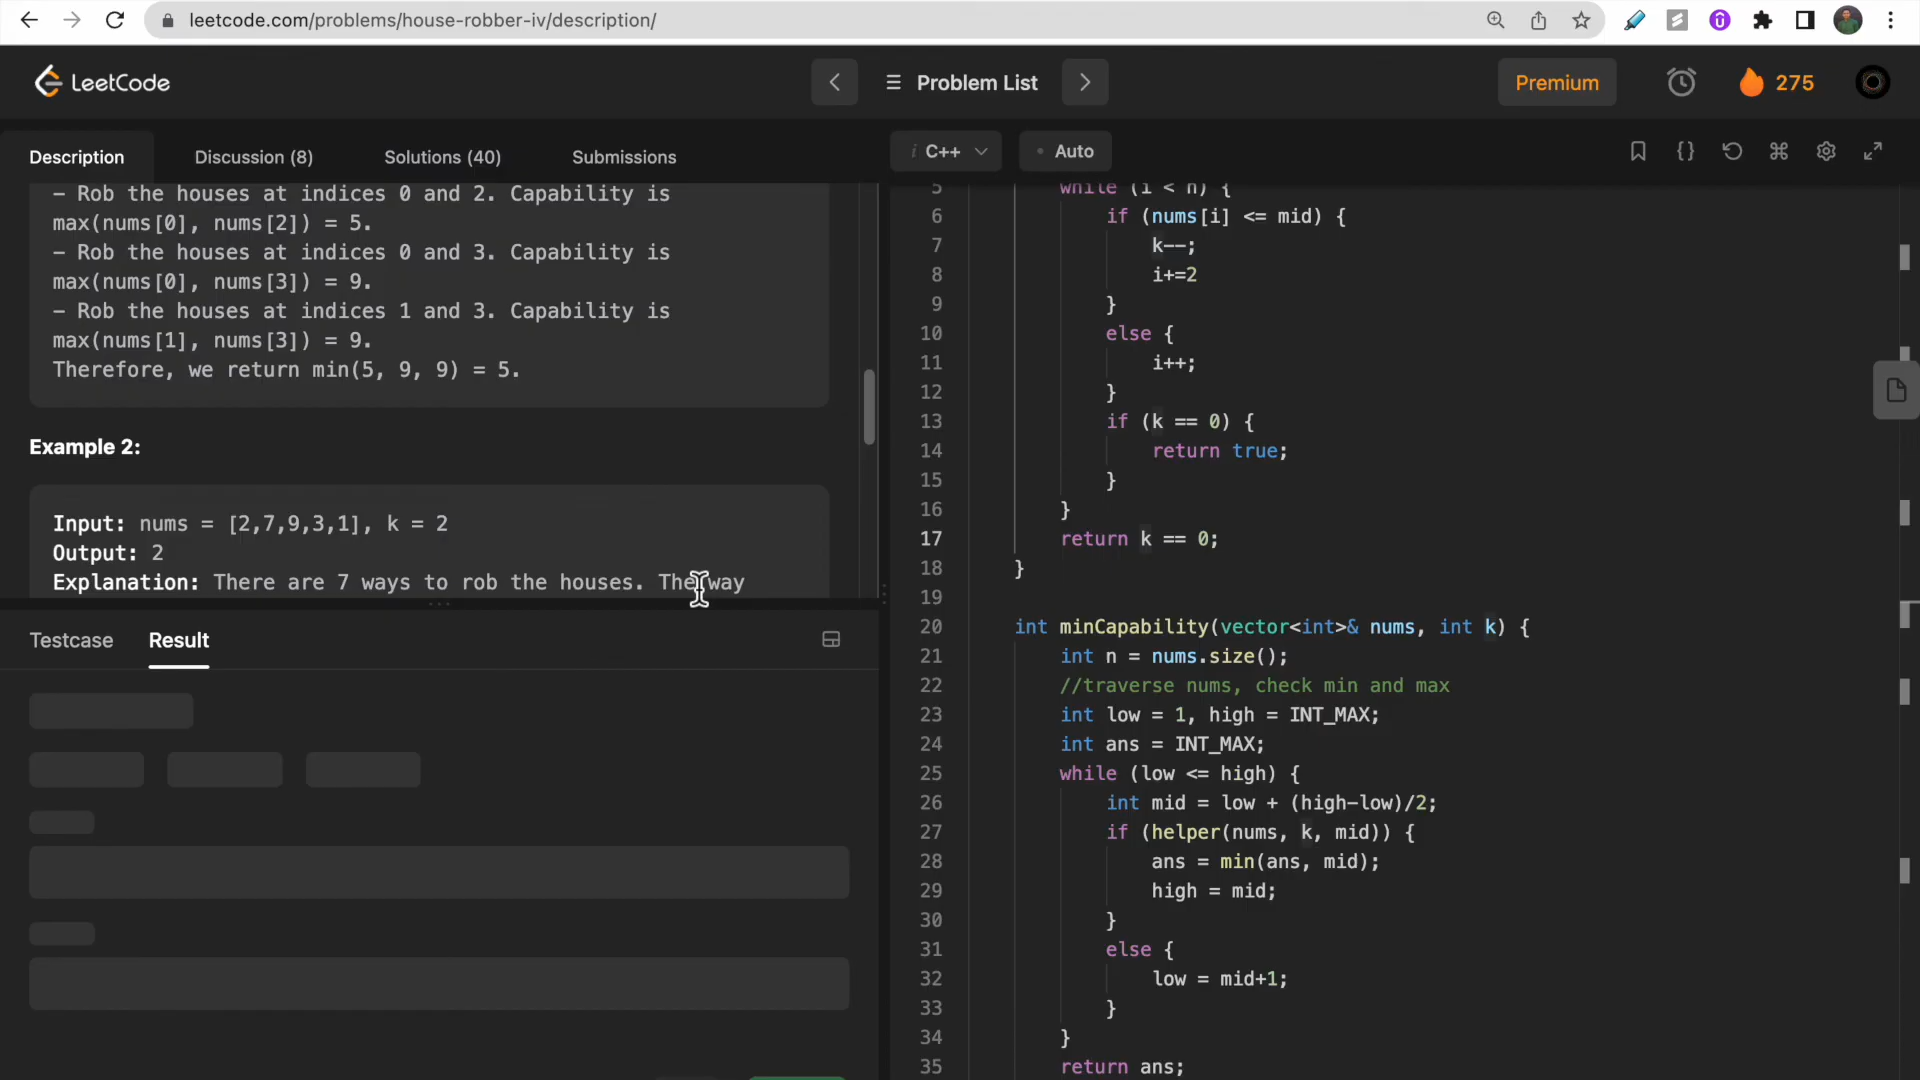 leetcode.com/problems/house-robber-iv/description/
LeetCode
Problem List
Premium
275
Description
Discussion (8)
Solutions (40)
Submissions
– Rob the houses at indices 0 and 2. Capability is
max(nums[0], nums[2]) = 5.
– Rob the houses at indices 0 and 3. Capability is
max(nums[0], nums[3]) = 9.
– Rob the houses at indices 1 and 3. Capability is
max(nums[1], nums[3]) = 9.
Therefore, we return min(5, 9, 9) = 5.
Example 2:
Input: nums = [2,7,9,3,1], k = 2
Output: 2
Explanation: There are 7 ways to rob the houses. The way
Testcase
Result
i C++
Auto
{}
5 while (i < n) {
6 if (nums[i] <= mid) {
7 k--;
8 i+=2
9 }
10 else {
11 i++;
12 }
13 if (k == 0) {
14 return true;
15 }
16 }
17 return k == 0;
18 }
19
20 int minCapability(vector<int>& nums, int k) {
21 int n = nums.size();
22 //traverse nums, check min and max
23 int low = 1, high = INT_MAX;
24 int ans = INT_MAX;
25 while (low <= high) {
26 int mid = low + (high-low)/2;
27 if (helper(nums, k, mid)) {
28 ans = min(ans, mid);
29 high = mid;
30 }
31 else {
32 low = mid+1;
33 }
34 }
35 return ans;